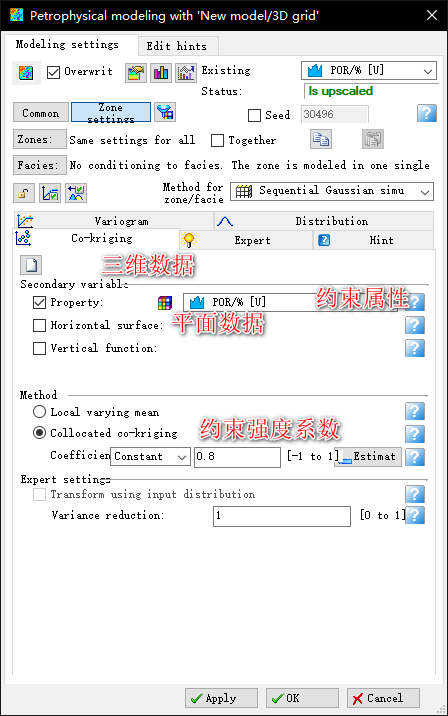 Petrophysical modeling with 'New model/3D grid'
Modeling settings
Edit hints
Overwrit
Existing
POR/% [U]
Status:
Is upscaled
Common
Zone settings
Seed
30496
Zones:
Same settings for all
Together
Facies:
No conditioning to facies. The zone is modeled in one single
Method for
zone/facie
Sequential Gaussian simu
Variogram
Distribution
Co-kriging
Expert
Hint
三维数据
Secondary variable
Property:
POR/% [U]
约束属性
平面数据
Horizontal surface:
Vertical function:
Method
Local varying mean
Collocated co-kriging
约束强度系数
Coefficien
Constant
0.8
[-1 to 1]
Estimat
Expert settings
Transform using input distribution
Variance reduction:
1
[0 to 1]
Apply
OK
Cancel